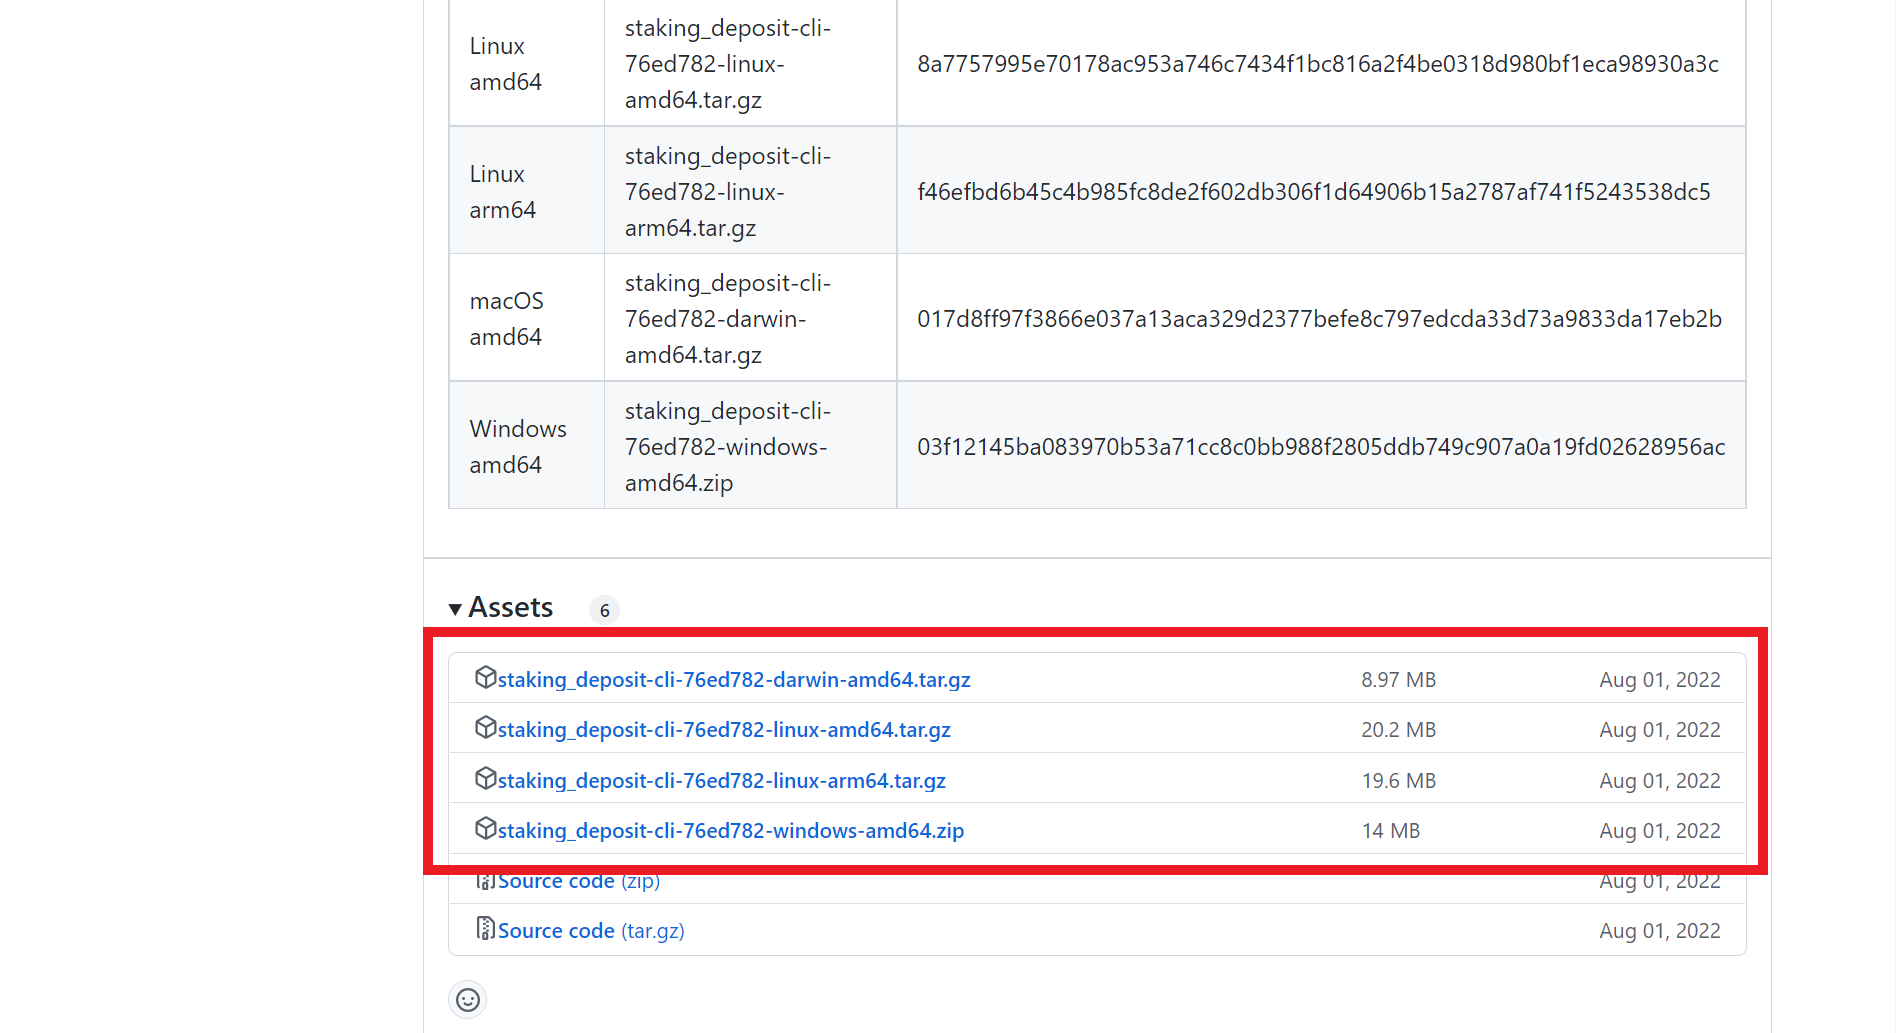 Linux
amd64
staking_deposit-cli-
76ed782-linux-
amd64.tar.gz
8a7757995e70178ac953a746c7434f1bc816a2f4be0318d980bf1eca98930a3c
Linux
arm64
staking_deposit-cli-
76ed782-linux-
arm64.tar.gz
f46efbd6b45c4b985fc8de2f602db306f1d64906b15a2787af741f5243538dc5
macOS
amd64
staking_deposit-cli-
76ed782-darwin-
amd64.tar.gz
017d8ff97f3866e037a13aca329d2377befe8c797edcda33d73a9833da17eb2b
Windows
amd64
staking_deposit-cli-
76ed782-windows-
amd64.zip
03f12145ba083970b53a71cc8c0bb988f2805ddb749c907a0a19fd02628956ac
Assets 6
staking_deposit-cli-76ed782-darwin-amd64.tar.gz 8.97 MB Aug 01, 2022
staking_deposit-cli-76ed782-linux-amd64.tar.gz 20.2 MB Aug 01, 2022
staking_deposit-cli-76ed782-linux-arm64.tar.gz 19.6 MB Aug 01, 2022
staking_deposit-cli-76ed782-windows-amd64.zip 14 MB Aug 01, 2022
Source code (zip) Aug 01, 2022
Source code (tar.gz) Aug 01, 2022